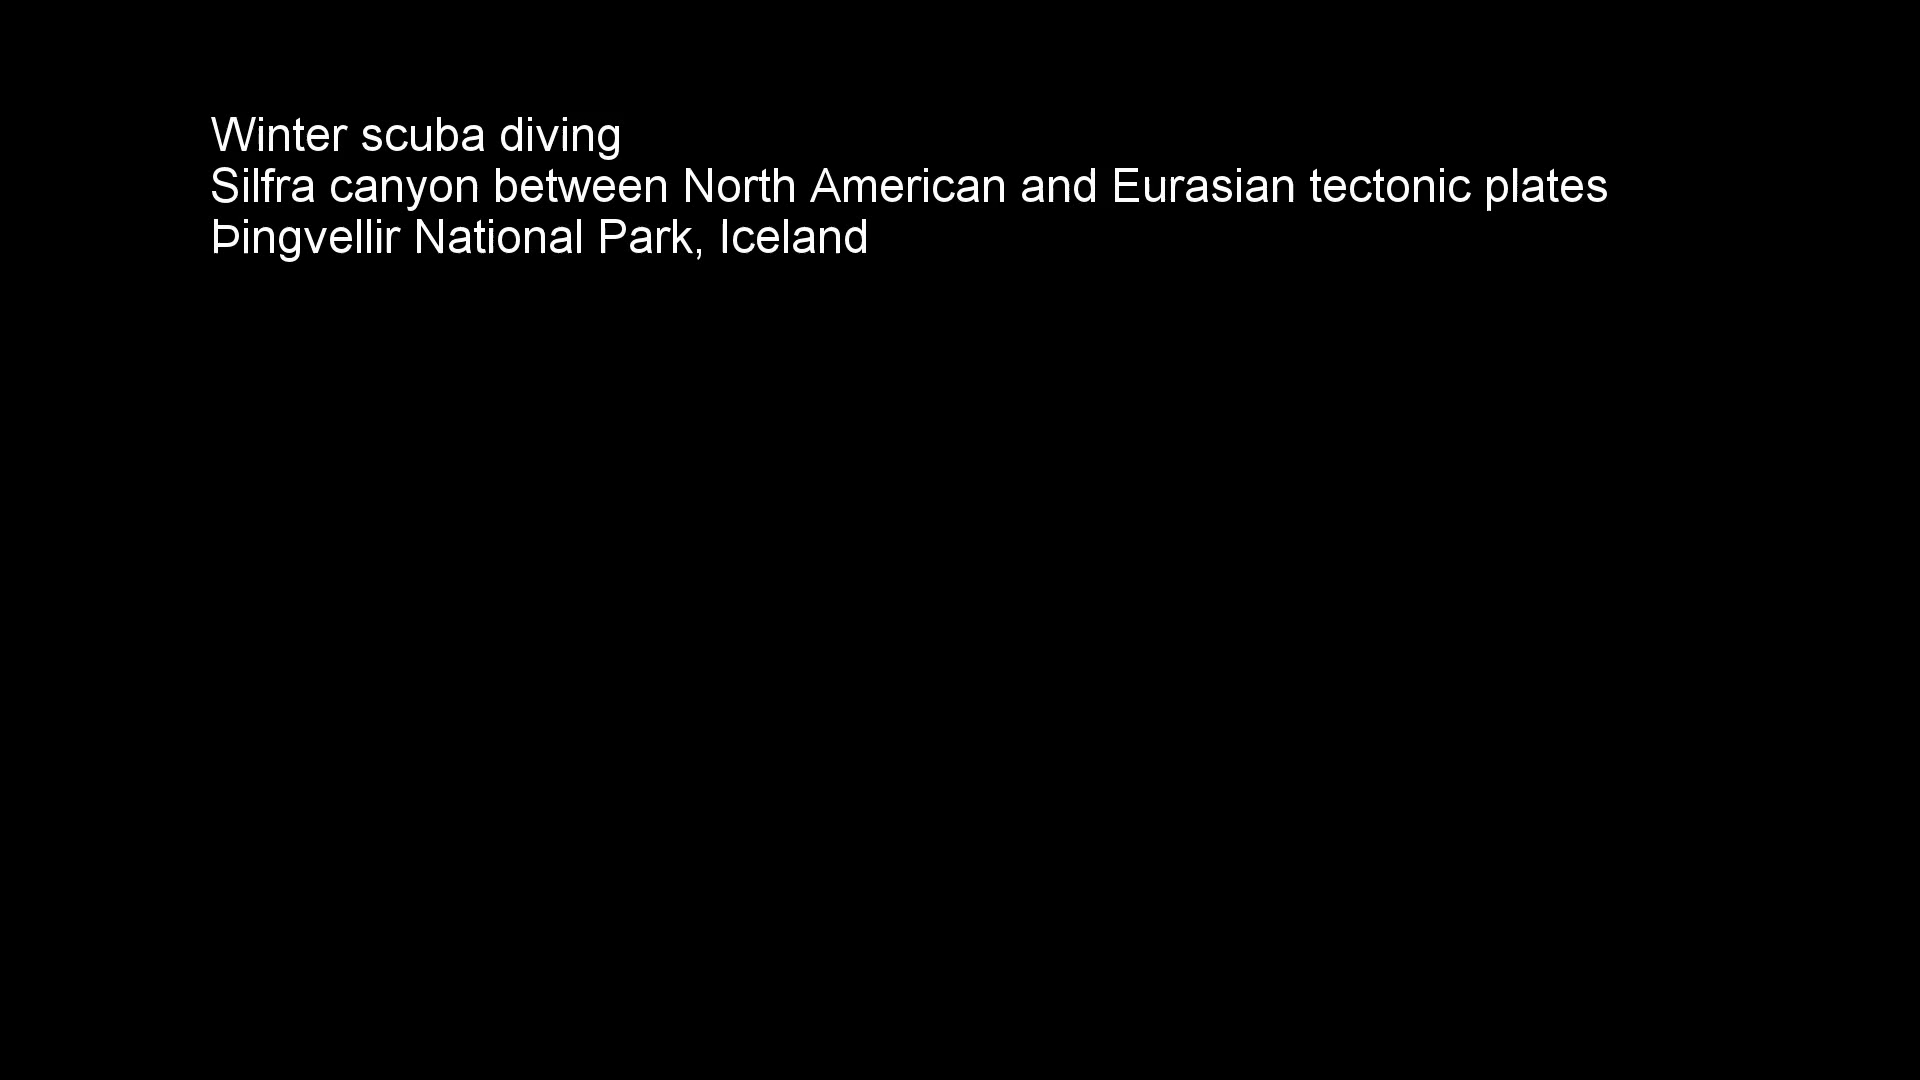 Winter scuba diving
Silfra canyon between North American and Eurasian tectonic plates
Þingvellir National Park, Iceland